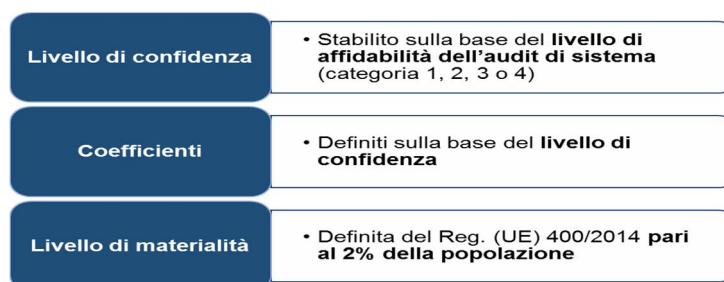 Livello di confidenza
• Stabilito sulla base del livello di
affidabilità dell'audit di sistema
(categoria 1, 2, 3 o 4)
Coefficienti
• Definiti sulla base del livello di
confidenza
Livello di materialità
• Definita del Reg. (UE) 400/2014 pari
al 2% della popolazione